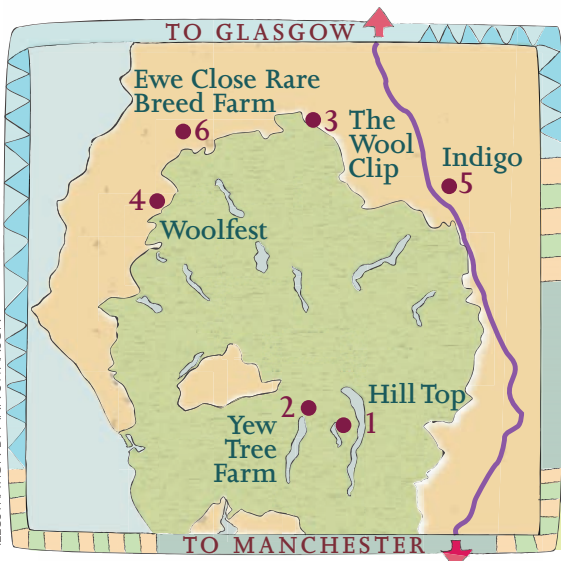 TO GLASGOW
Ewe Close Rare
Breed Farm
6
3 The
Wool
Clip
Indigo
5
4
Woolfest
Hill Top
2
1
Yew
Tree
Farm
TO MANCHESTER